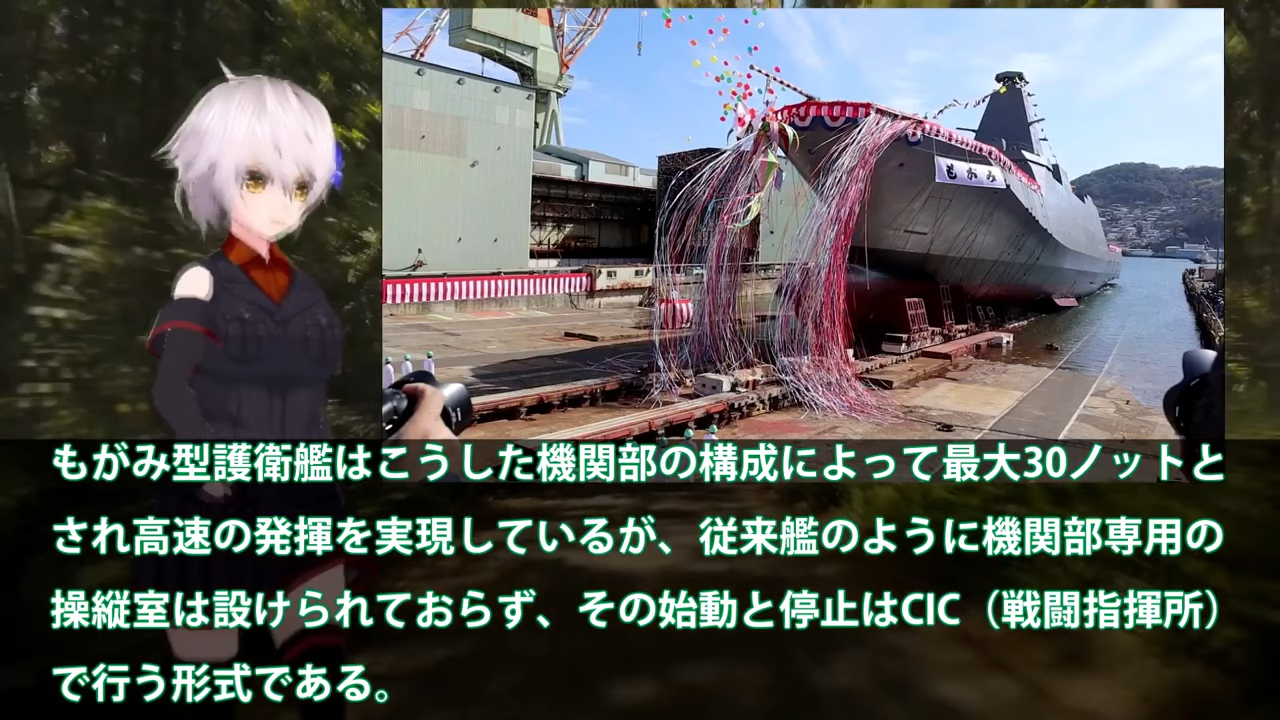 もがみ
もがみ型護衛艦はこうした機関部の構成によって最大30ノットと
され高速の発揮を実現しているが、従来艦のように機関部専用の
操縦室は設けられておらず、その始動と停止はCIC（戦闘指揮所）
で行う形式である。